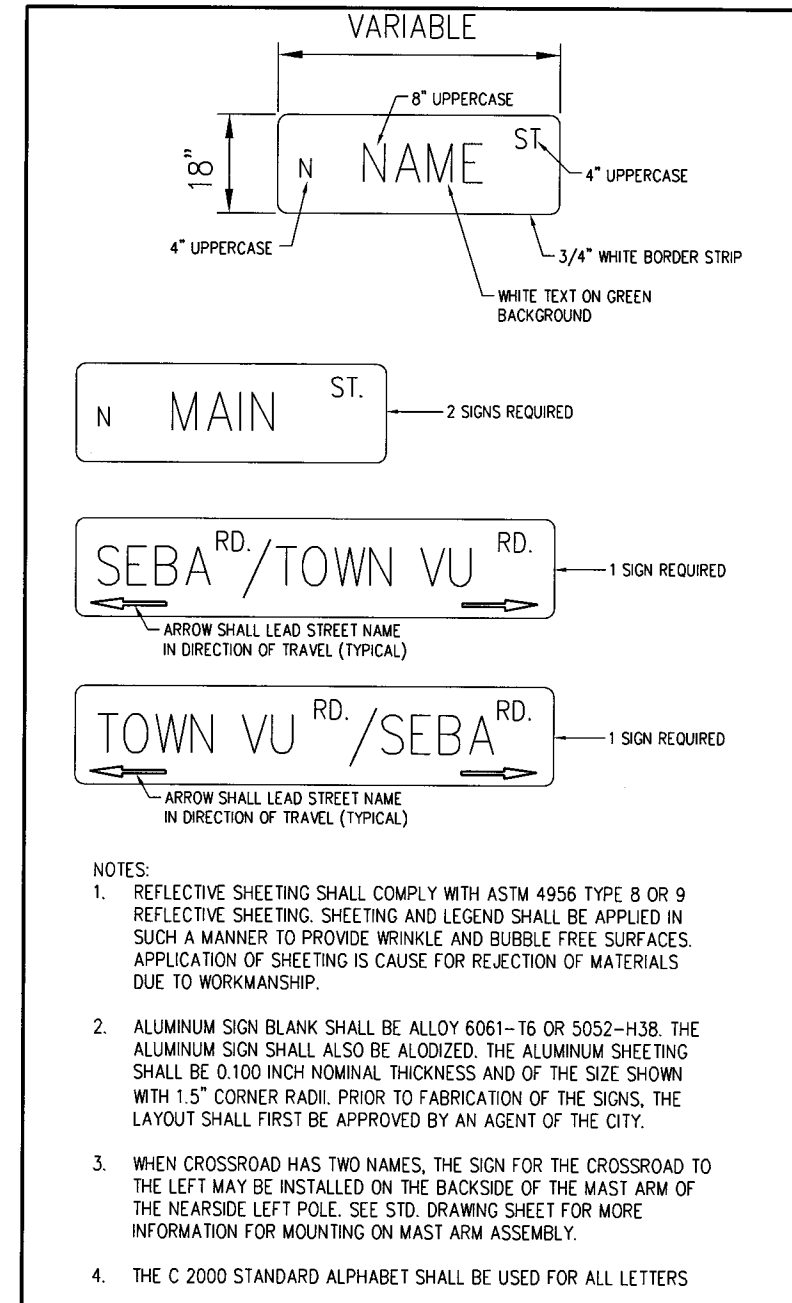 VARIABLE
8" UPPERCASE
18"
N NAME ST.
4" UPPERCASE
4" UPPERCASE
3/4" WHITE BORDER STRIP
WHITE TEXT ON GREEN
BACKGROUND
N MAIN ST.
2 SIGNS REQUIRED
SEBA RD./TOWN VU RD.
1 SIGN REQUIRED
ARROW SHALL LEAD STREET NAME
IN DIRECTION OF TRAVEL (TYPICAL)
TOWN VU RD./SEBA RD.
1 SIGN REQUIRED
ARROW SHALL LEAD STREET NAME
IN DIRECTION OF TRAVEL (TYPICAL)
NOTES:
1. REFLECTIVE SHEETING SHALL COMPLY WITH ASTM 4956 TYPE 8 OR 9
REFLECTIVE SHEETING. SHEETING AND LEGEND SHALL BE APPLIED IN
SUCH A MANNER TO PROVIDE WRINKLE AND BUBBLE FREE SURFACES.
APPLICATION OF SHEETING IS CAUSE FOR REJECTION OF MATERIALS
DUE TO WORKMANSHIP.
2. ALUMINUM SIGN BLANK SHALL BE ALLOY 6061-T6 OR 5052-H38. THE
ALUMINUM SIGN SHALL ALSO BE ALODIZED. THE ALUMINUM SHEETING
SHALL BE 0.100 INCH NOMINAL THICKNESS AND OF THE SIZE SHOWN
WITH 1.5" CORNER RADII. PRIOR TO FABRICATION OF THE SIGNS, THE
LAYOUT SHALL FIRST BE APPROVED BY AN AGENT OF THE CITY.
3. WHEN CROSSROAD HAS TWO NAMES, THE SIGN FOR THE CROSSROAD TO
THE LEFT MAY BE INSTALLED ON THE BACKSIDE OF THE MAST ARM OF
THE NEARSIDE LEFT POLE. SEE STD. DRAWING SHEET FOR MORE
INFORMATION FOR MOUNTING ON MAST ARM ASSEMBLY.
4. THE C 2000 STANDARD ALPHABET SHALL BE USED FOR ALL LETTERS